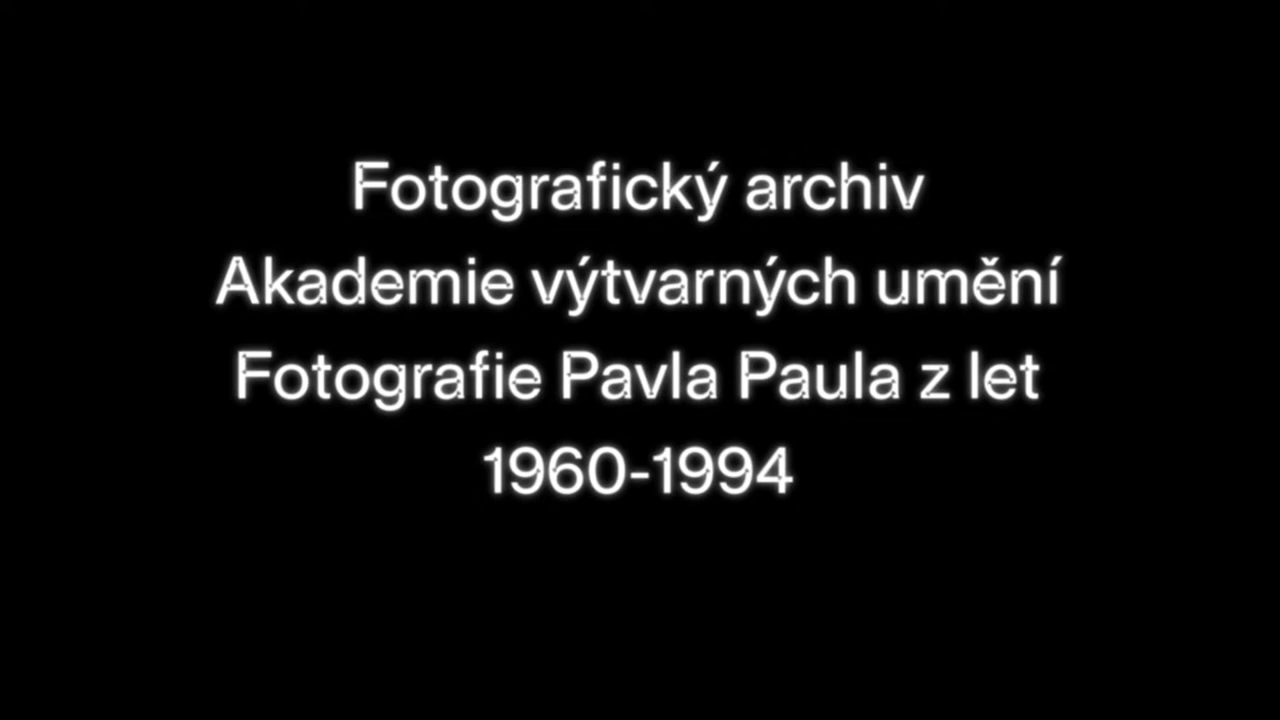 Fotografický archiv
Akademie výtvarných umění
Fotografie Pavla Paula z let
1960-1994